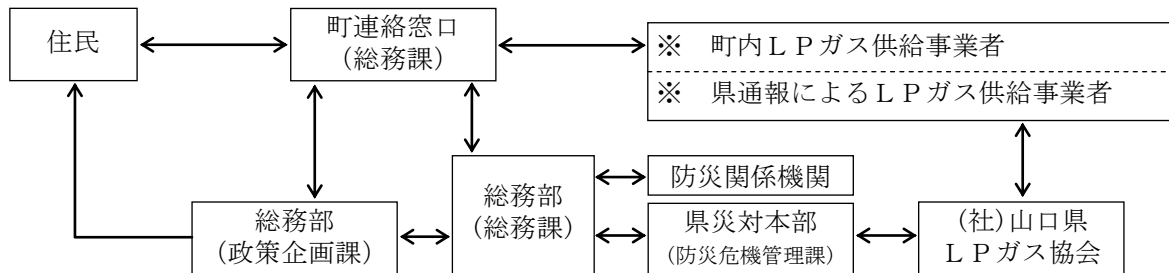 住民
町連絡窓口
(総務課)
※　町内ＬＰガス供給事業者
※　県通報によるＬＰガス供給事業者
総務部
(政策企画課)
総務部
(総務課)
防災関係機関
県災対本部
(防災危機管理課)
(社)山口県
ＬＰガス協会